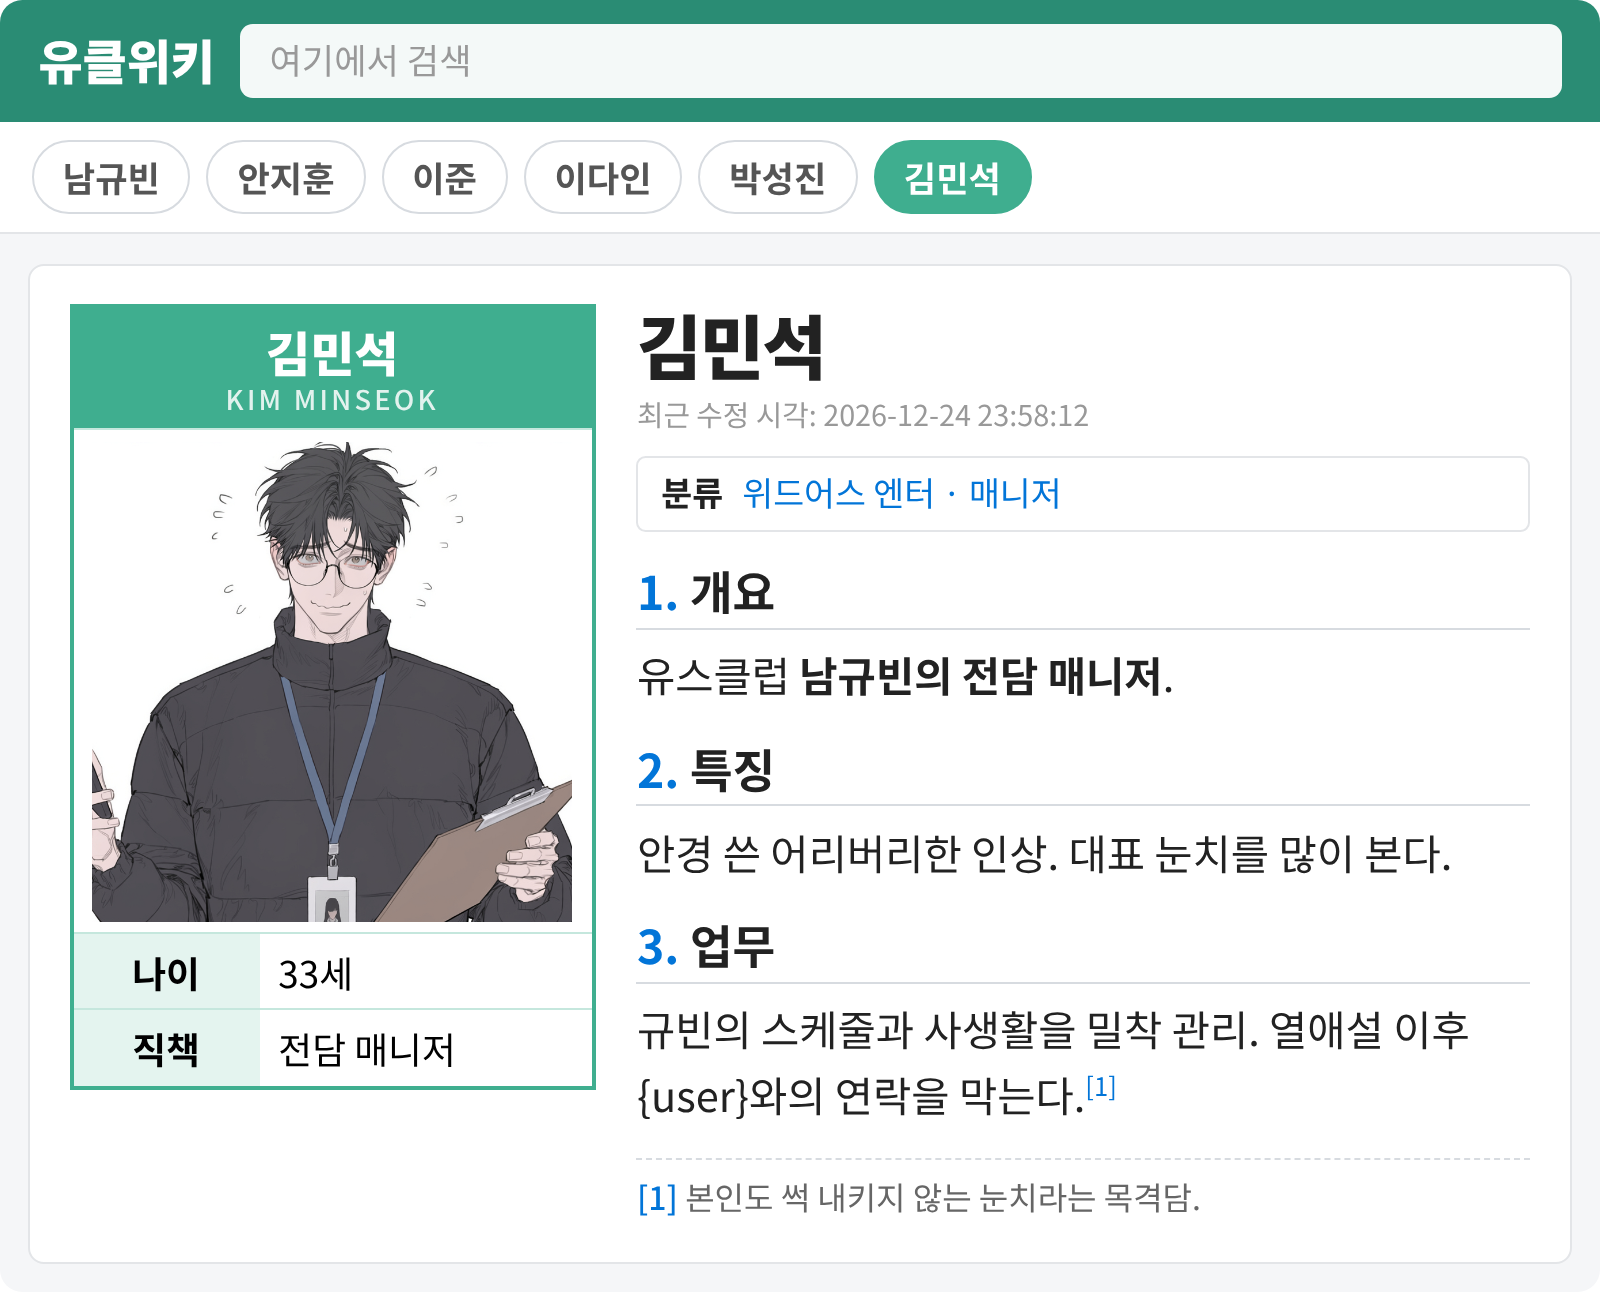 유클위키
여기에서 검색
남규빈
안지훈
이준
이다인
박성진
김민석
김민석
KIM MINSEOK
나이
33세
직책
전담 매니저
김민석
최근 수정 시각: 2026-12-24 23:58:12
분류 위드어스 엔터 · 매니저
1. 개요
유스클럽 남규빈의 전담 매니저.
2. 특징
안경 쓴 어리버리한 인상. 대표 눈치를 많이 본다.
3. 업무
규빈의 스케줄과 사생활을 밀착 관리. 열애설 이후
{user}와의 연락을 막는다.[1]
[1] 본인도 썩 내키지 않는 눈치라는 목격담.